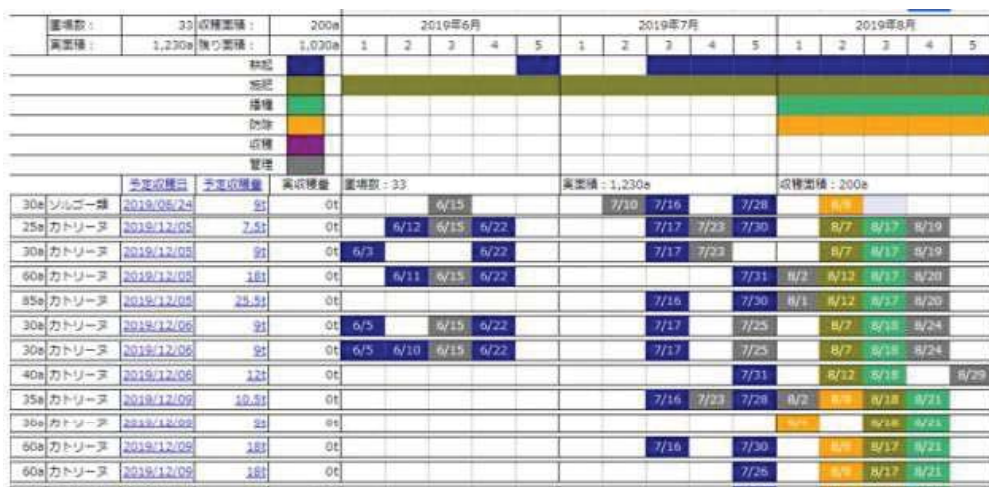 圃場数： 33 収穫面積： 200a 2019年6月 2019年7月 2019年8月
実面積： 1,230a 残り面積： 1,030a 1 2 3 4 5 1 2 3 4 5 1 2 3 4 5
耕起
施肥
播種
防除
収穫
管理
予定収穫日 予定収穫量 実収穫量 圃場数：33 実面積：1,230a 収穫面積：200a
30a ソルゴー類 2019/06/24 9t 0t 6/15 7/10 7/16 7/28 8/9
25a カトリーヌ 2019/12/05 7.5t 0t 6/12 6/15 6/22 7/17 7/23 7/30 8/7 8/17 8/19
30a カトリーヌ 2019/12/05 9t 0t 6/3 6/22 7/17 7/23 8/7 8/17 8/19
60a カトリーヌ 2019/12/05 18t 0t 6/11 6/15 6/22 7/31 8/2 8/12 8/17 8/20
85a カトリーヌ 2019/12/05 25.5t 0t 7/16 7/30 8/1 8/12 8/17 8/20
30a カトリーヌ 2019/12/06 9t 0t 6/5 6/15 6/22 7/17 7/25 8/7 8/18 8/24
30a カトリーヌ 2019/12/06 9t 0t 6/5 6/10 6/15 6/22 7/17 7/25 8/7 8/18 8/24
40a カトリーヌ 2019/12/06 12t 0t 7/31 8/12 8/18 8/29
35a カトリーヌ 2019/12/09 10.5t 0t 7/16 7/23 7/28 8/2 8/9 8/18 8/21
カトリーヌ 2019/12/09 9t 0t 8/18 8/21
60a カトリーヌ 2019/12/09 18t 0t 7/16 7/30 8/9 8/17 8/21
60a カトリーヌ 2019/12/09 18t 0t 7/26 8/9 8/17 8/21